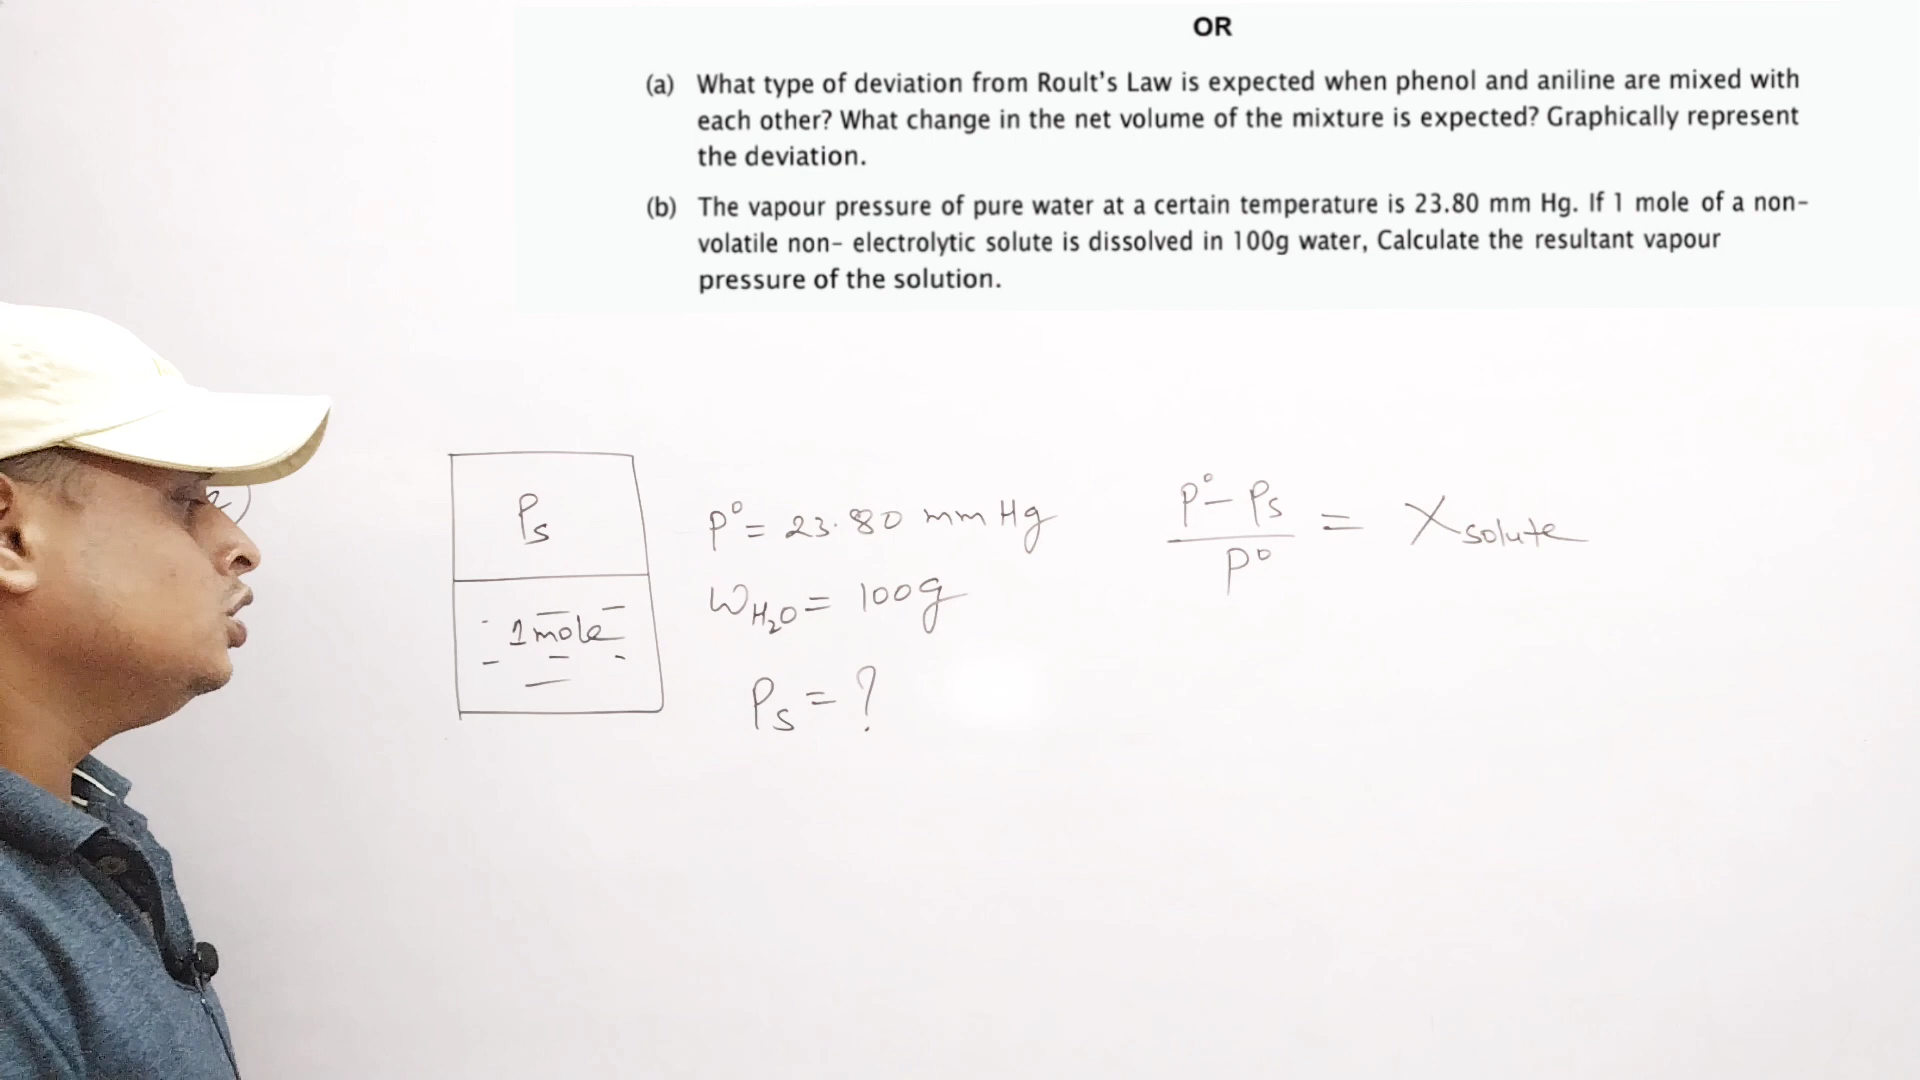 OR
(a) What type of deviation from Roult's Law is expected when phenol and aniline are mixed with
each other? What change in the net volume of the mixture is expected? Graphically represent
the deviation.
(b) The vapour pressure of pure water at a certain temperature is 23.80 mm Hg. If 1 mole of a non-
volatile non- electrolytic solute is dissolved in 100g water, Calculate the resultant vapour
pressure of the solution.
Ps
1 mole
P° = 23.80 mm Hg
W H₂O = 100g
Ps = ?
P° - Ps
P°
= X solute